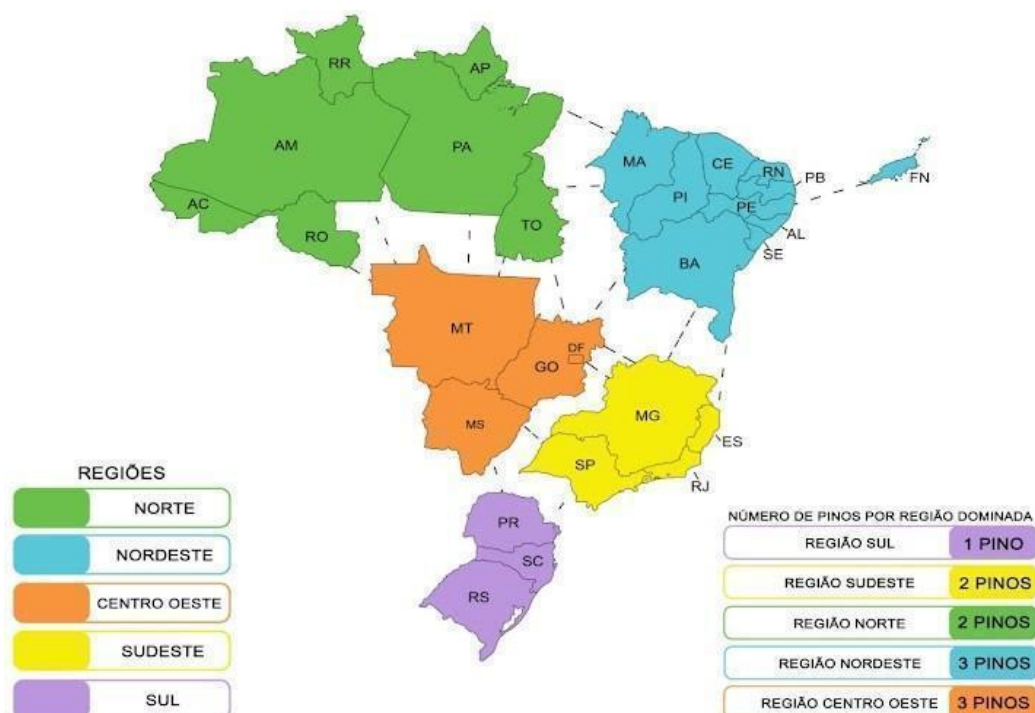 RR
AP
AM
PA
MA
CE
RN
PB
FN
PI
PE
AL
SE
AC
RO
TO
BA
MT
DF
GO
MS
MG
ES
SP
RJ
PR
SC
RS
REGIÕES
NORTE
NORDESTE
CENTRO OESTE
SUDESTE
SUL
NÚMERO DE PINOS POR REGIÃO DOMINADA
REGIÃO SUL 1 PINO
REGIÃO SUDESTE 2 PINOS
REGIÃO NORTE 2 PINOS
REGIÃO NORDESTE 3 PINOS
REGIÃO CENTRO OESTE 3 PINOS